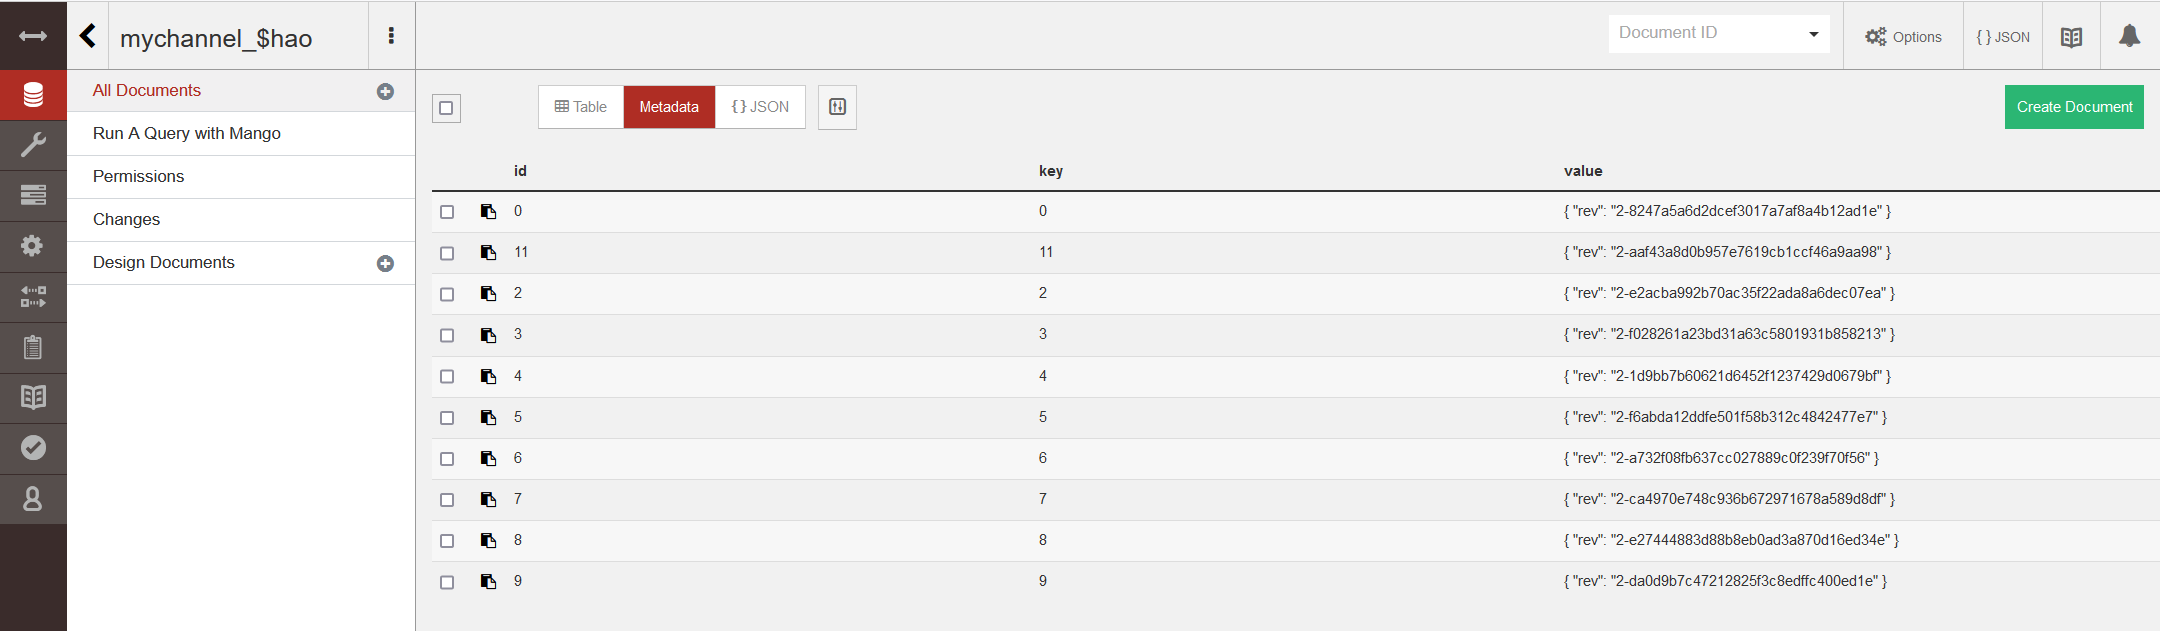 mychannel_$hao
Document ID
Options
{ } JSON
All Documents
Run A Query with Mango
Permissions
Changes
Design Documents
Table
Metadata
{ } JSON
Create Document
id key value
0 0 { "rev": "2-8247a5a6d2dcef3017a7af8a4b12ad1e" }
11 11 { "rev": "2-aaf43a8d0b957e7619cb1ccf46a9aa98" }
2 2 { "rev": "2-e2acba992b70ac35f22ada8a6dec07ea" }
3 3 { "rev": "2-f028261a23bd31a63c5801931b858213" }
4 4 { "rev": "2-1d9bb7b60621d6452f1237429d0679bf" }
5 5 { "rev": "2-f6abda12ddfe501f58b312c4842477e7" }
6 6 { "rev": "2-a732f08fb637cc027889c0f239f70f56" }
7 7 { "rev": "2-ca4970e748c936b672971678a589d8df" }
8 8 { "rev": "2-e27444883d88b8eb0ad3a870d16ed34e" }
9 9 { "rev": "2-da0d9b7c47212825f3c8edffc400ed1e" }